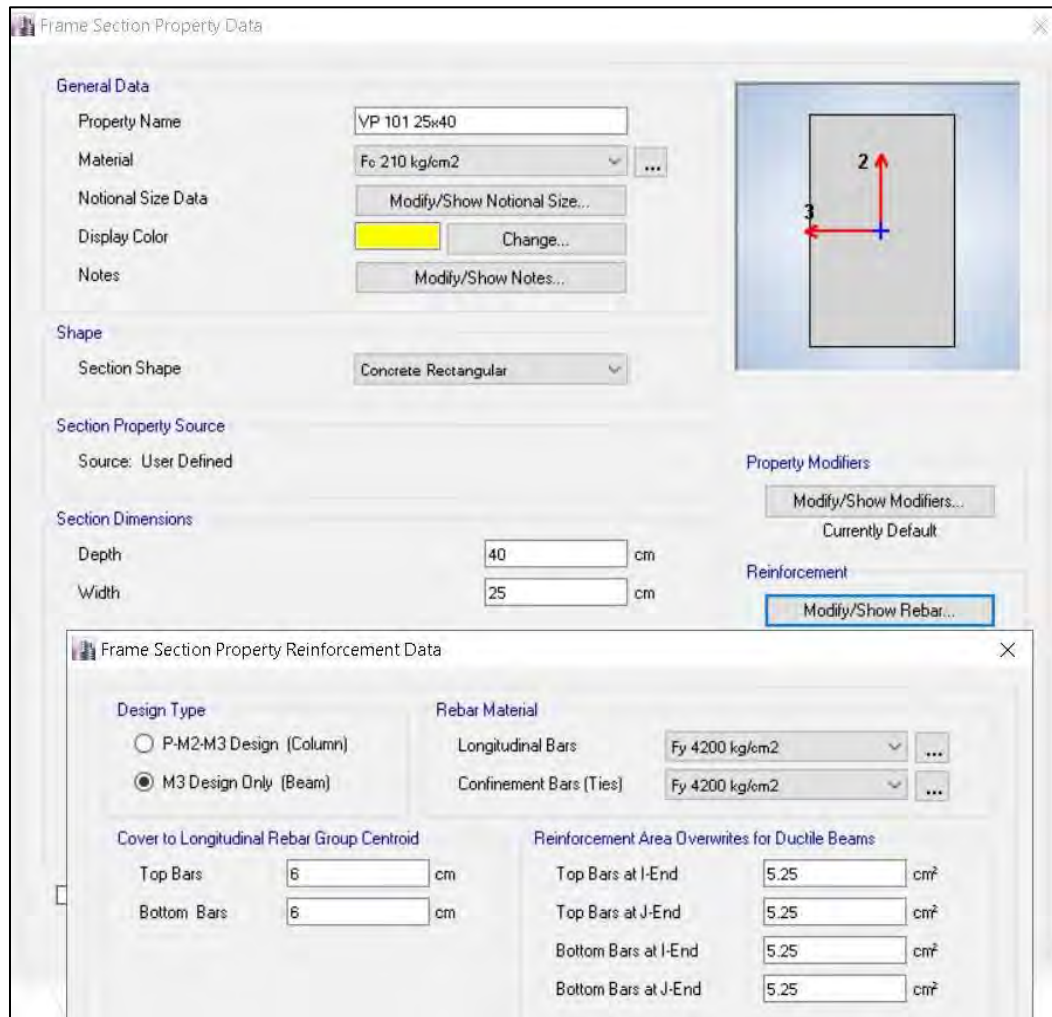 Frame Section Property Data
General Data
Property Name VP 101 25x40
Material Fc 210 kg/cm2 ...
Notional Size Data Modify/Show Notional Size...
Display Color Change...
Notes Modify/Show Notes...
2
3
Shape
Section Shape Concrete Rectangular
Section Property Source
Source: User Defined
Property Modifiers
Modify/Show Modifiers...
Currently Default
Section Dimensions
Depth 40 cm
Width 25 cm
Reinforcement
Modify/Show Rebar...
Frame Section Property Reinforcement Data
Design Type
P-M2-M3 Design (Column)
M3 Design Only (Beam)
Rebar Material
Longitudinal Bars Fy 4200 kg/cm2 ...
Confinement Bars (Ties) Fy 4200 kg/cm2 ...
Cover to Longitudinal Rebar Group Centroid
Top Bars 6 cm
Bottom Bars 6 cm
Reinforcement Area Overwrites for Ductile Beams
Top Bars at I-End 5.25 cm²
Top Bars at J-End 5.25 cm²
Bottom Bars at I-End 5.25 cm²
Bottom Bars at J-End 5.25 cm²